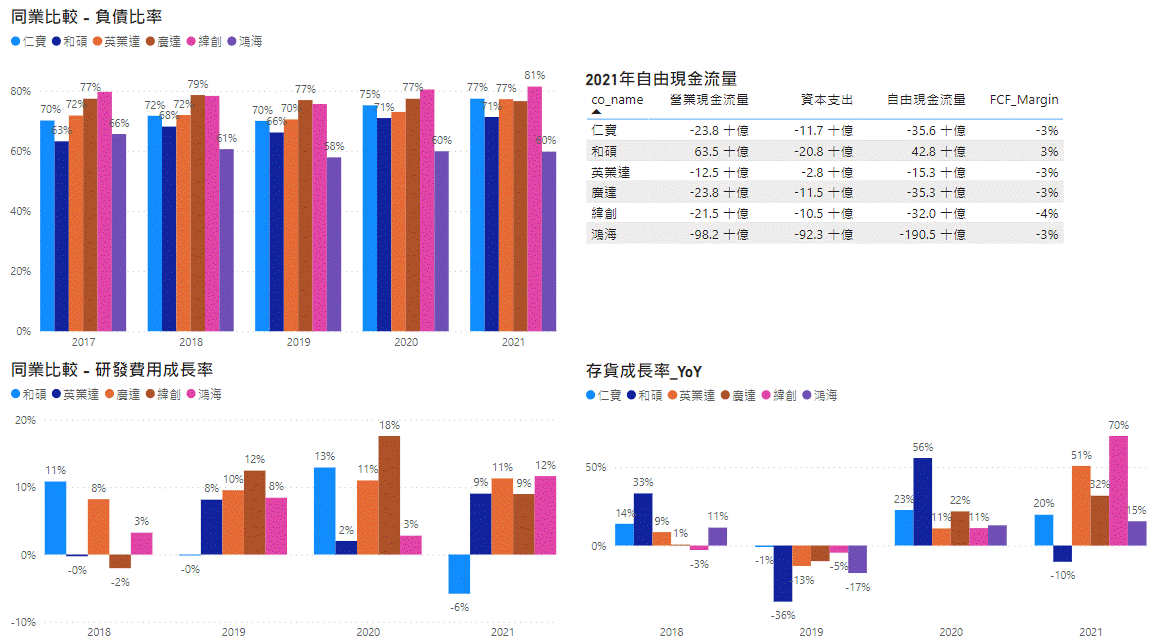 同業比較 - 負債比率
仁寶 和碩 英業達 廣達 緯創 鴻海
80%
60%
40%
20%
0%
70% 63% 72% 77% 66%
72% 68% 72% 79% 61%
70% 66% 70% 77% 58%
75% 71% 77% 60%
77% 71% 77% 81% 60%
2017 2018 2019 2020 2021
2021年自由現金流量
co_name 營業現金流量 資本支出 自由現金流量 FCF_Margin
仁寶 -23.8 十億 -11.7 十億 -35.6 十億 -3%
和碩 63.5 十億 -20.8 十億 42.8 十億 3%
英業達 -12.5 十億 -2.8 十億 -15.3 十億 -3%
廣達 -23.8 十億 -11.5 十億 -35.3 十億 -3%
緯創 -21.5 十億 -10.5 十億 -32.0 十億 -4%
鴻海 -98.2 十億 -92.3 十億 -190.5 十億 -3%
同業比較 - 研發費用成長率
和碩 英業達 廣達 緯創 鴻海
20%
10%
0%
-10%
11% -0% 8% -2% 3%
-0% 8% 10% 12% 8%
13% 2% 11% 18% 3%
-6% 9% 11% 9% 12%
2018 2019 2020 2021
存貨成長率_YoY
仁寶 和碩 英業達 廣達 緯創 鴻海
50%
0%
14% 33% 9% 1% -3% 11%
-1% -36% -13% -5% -17%
23% 56% 11% 22% 11%
20% -10% 51% 32% 70% 15%
2018 2019 2020 2021